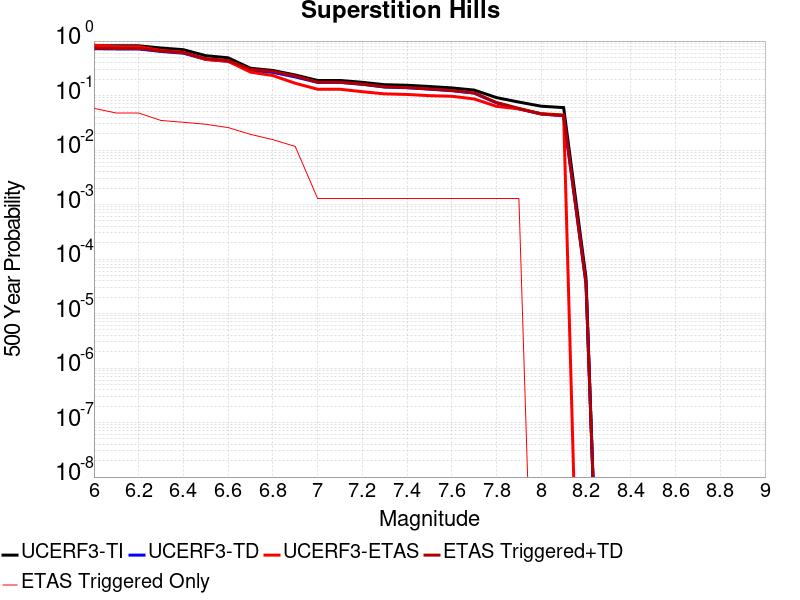 Superstition Hills
10^0
10^-1
10^-2
10^-3
10^-4
10^-5
10^-6
10^-7
10^-8
500 Year Probability
6 6.2 6.4 6.6 6.8 7 7.2 7.4 7.6 7.8 8 8.2 8.4 8.6 8.8 9
Magnitude
UCERF3-TI UCERF3-TD UCERF3-ETAS ETAS Triggered+TD
ETAS Triggered Only